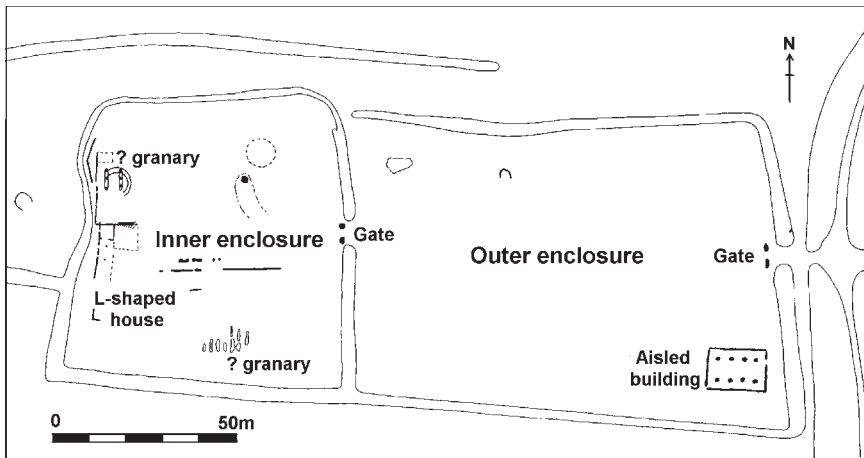 N
? granary
Inner enclosure
Gate
Outer enclosure
Gate
L-shaped
house
? granary
Aisled
building
0
50m